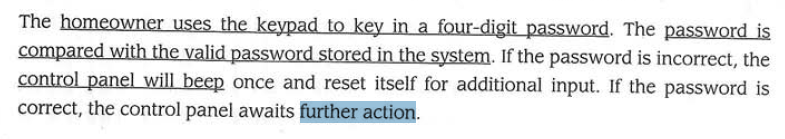 The homeowner uses the keypad to key in a four-digit password. The password is
compared with the valid password stored in the system. If the password is incorrect, the
control panel will beep once and reset itself for additional input. If the password is
correct, the control panel awaits further action.